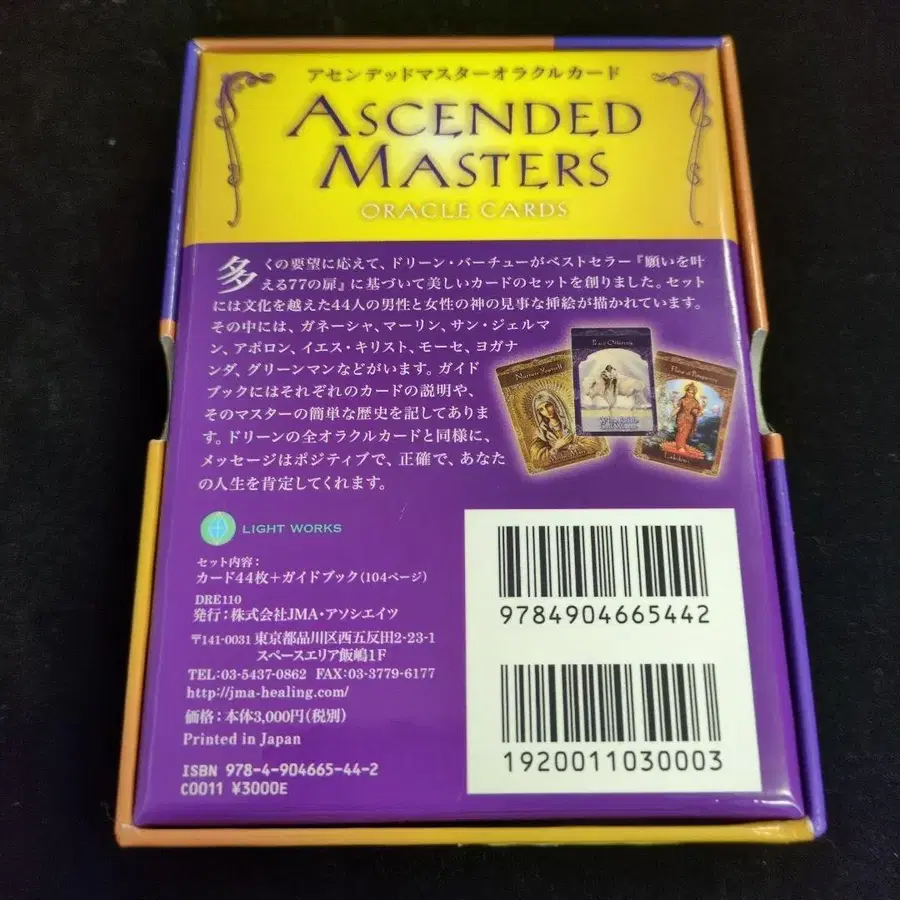 アセンデッドマスターオラクルカード
ASCENDED
MASTERS
ORACLE CARDS
多くの要望に応えて、ドリーン・バーチューがベストセラー『願いを叶
える77の扉』に基づいて美しいカードのセットを創りました。セット
には文化を越えた44人の男性と女性の神の見事な挿絵が描かれています。
その中には、ガネーシャ、マーリン、サン・ジェルマ
ン、アポロン、イエス・キリスト、モーセ、ヨガナ
ンダ、グリーンマンなどがいます。ガイド
ブックにはそれぞれのカードの説明や、
そのマスターの簡単な歴史を記してありま
す。ドリーンの全オラクルカードと同様に、
メッセージはポジティブで、正確で、あなた
の人生を肯定してくれます。
Nurture Yourself
Lakshmi
LIGHT WORKS
セット内容：
カード44枚＋ガイドブック（104ページ）
DRE110
発行：株式会社JMA・アソシエイツ
〒141-0031 東京都品川区西五反田2-23-1
スペースエリア飯嶋1F
TEL:03-5437-0862 FAX:03-3779-6177
http://jma-healing.com/
価格：本体3,000円（税別）
Printed in Japan
ISBN 978-4-904665-44-2
C0011 ¥3000E
9784904665442
1920011030003